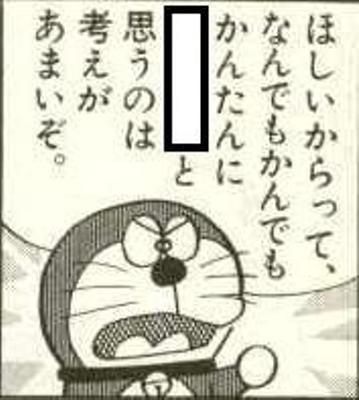 ほしいからって、
なんでもかんでも
かんたんに
と
思うのは
考えが
あまいぞ。